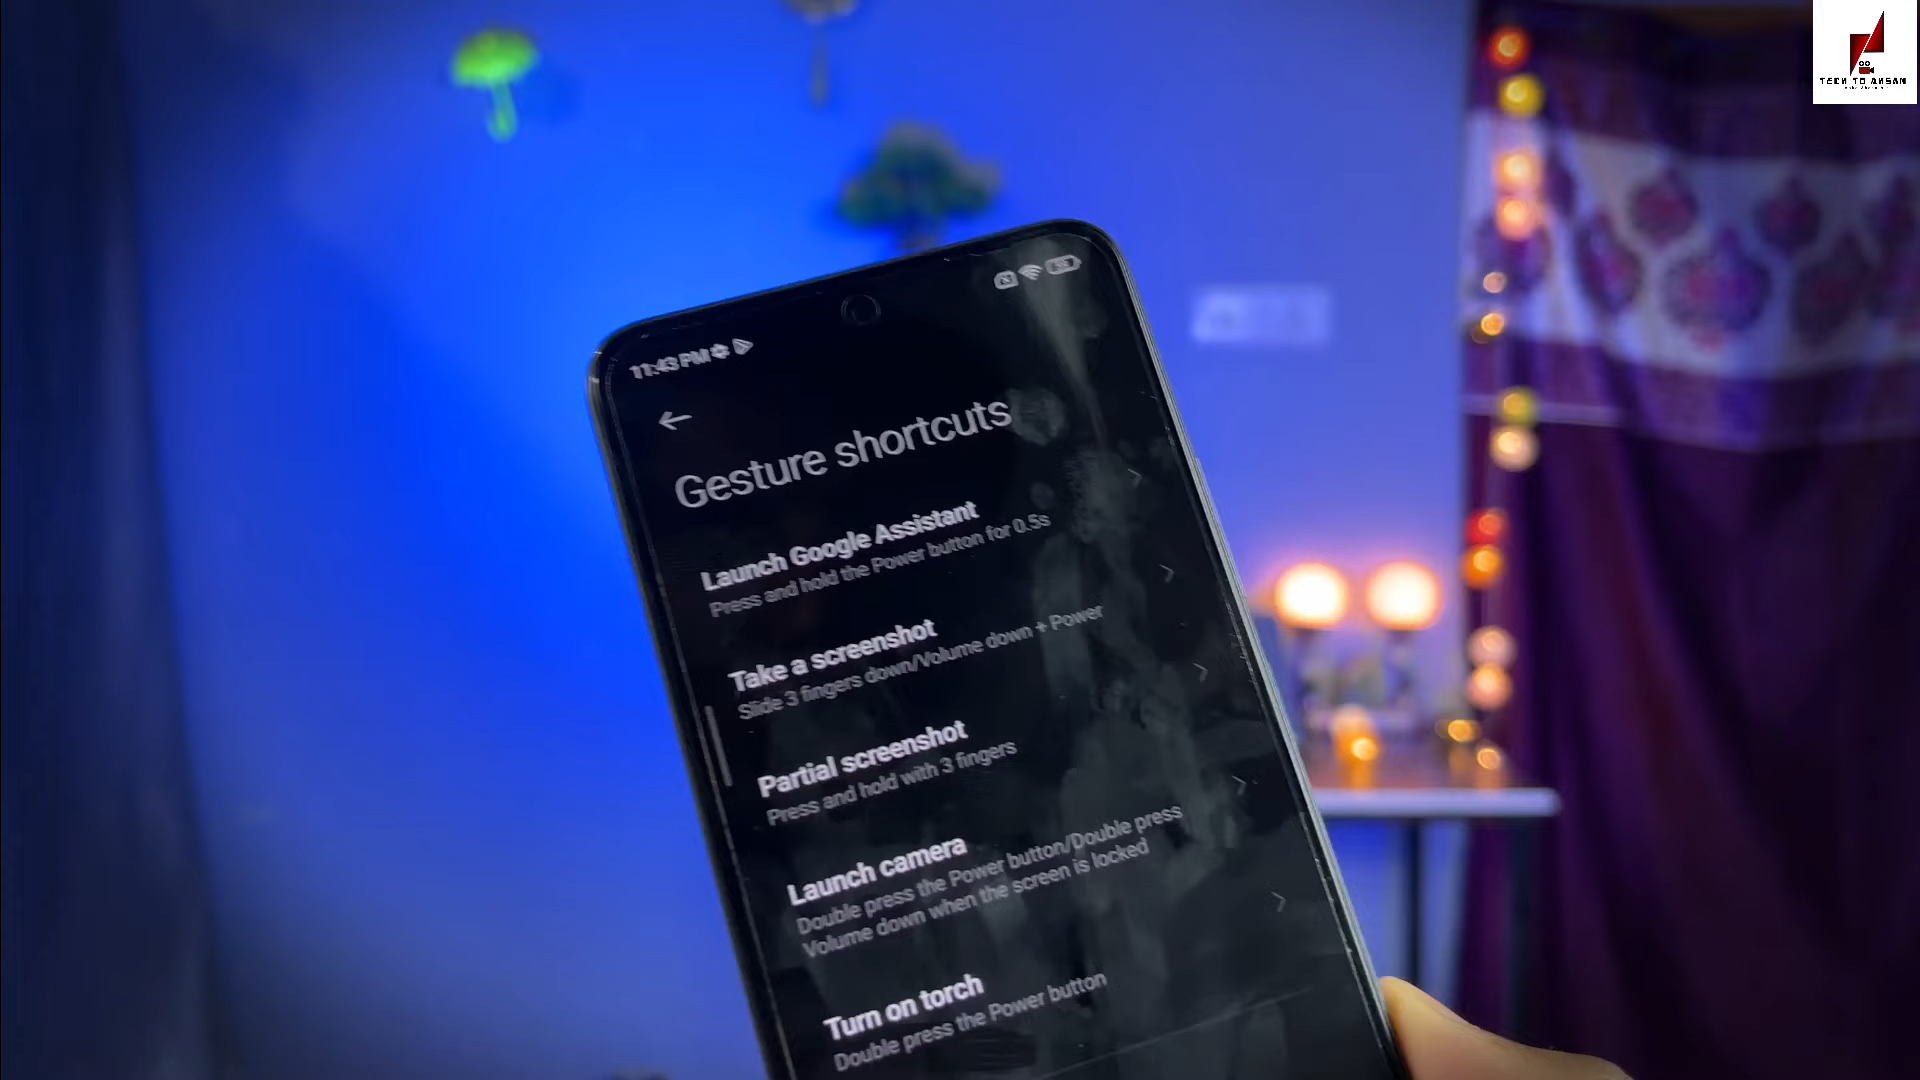 TECH TO AHSAN
11:43 PM
Gesture shortcuts
Launch Google Assistant
Press and hold the Power button for 0.5s
Take a screenshot
Slide 3 fingers down/Volume down + Power
Partial screenshot
Press and hold with 3 fingers
Launch camera
Double press the Power button/Double press
Volume down when the screen is locked
Turn on torch
Double press the Power button